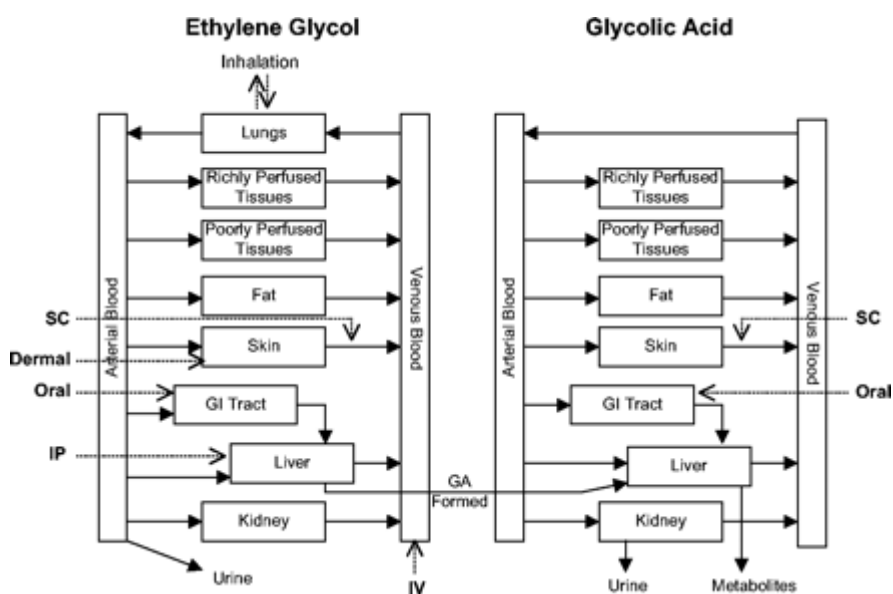 Ethylene Glycol
Inhalation
Lungs
Richly Perfused
Tissues
Poorly Perfused
Tissues
Fat
Skin
GI Tract
Liver
Kidney
Arterial Blood
Venous Blood
SC
Dermal
Oral
IP
Urine
IV
GA
Formed
Glycolic Acid
Richly Perfused
Tissues
Poorly Perfused
Tissues
Fat
Skin
GI Tract
Liver
Kidney
Arterial Blood
Venous Blood
SC
Oral
Urine
Metabolites